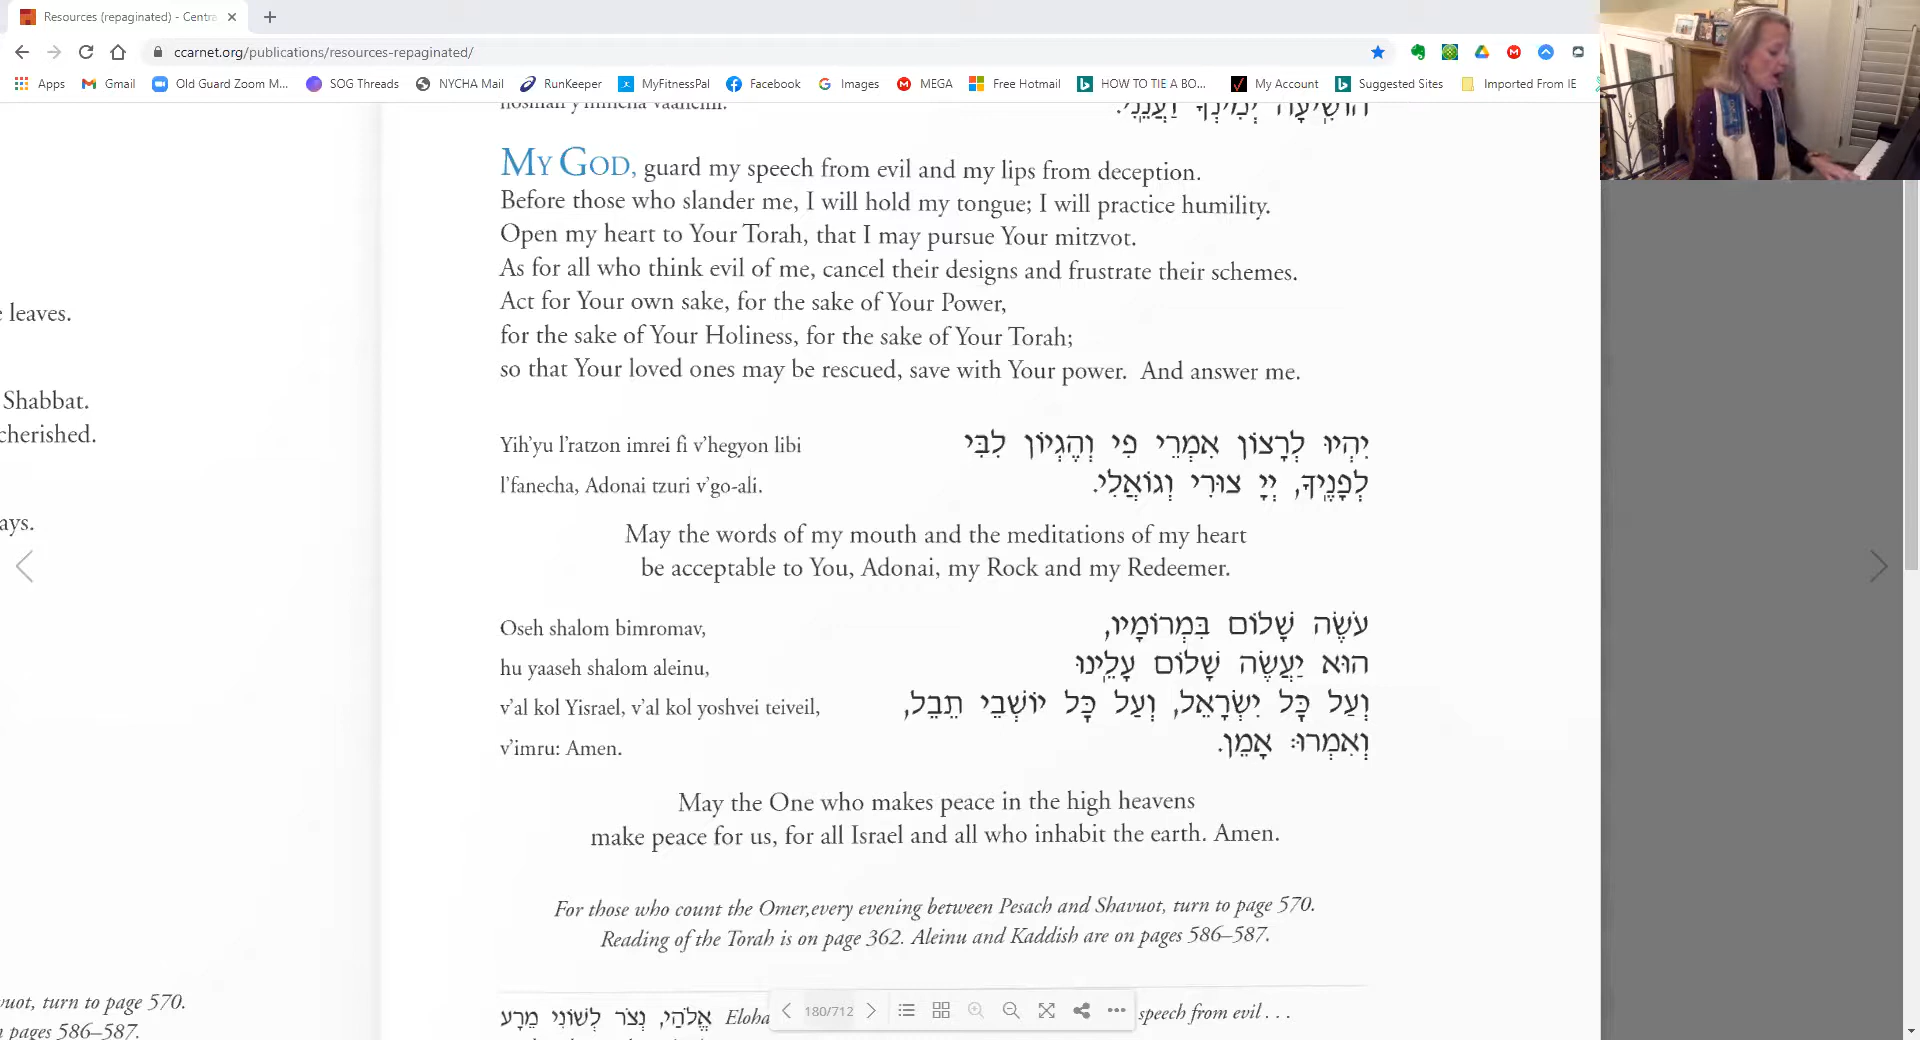 Resources (repaginated) - Centra
ccarnet.org/publications/resources-repaginated/
Apps Gmail Old Guard Zoom M... SOG Threads NYCHA Mail RunKeeper MyFitnessPal Facebook Images MEGA Free Hotmail HOW TO TIE A BO... My Account Suggested Sites Imported From IE
הוֹשִֽׁיעָה יְמִינְךָ וַעֲנֵֽנִי.
MY GOD, guard my speech from evil and my lips from deception.
Before those who slander me, I will hold my tongue; I will practice humility.
Open my heart to Your Torah, that I may pursue Your mitzvot.
As for all who think evil of me, cancel their designs and frustrate their schemes.
Act for Your own sake, for the sake of Your Power,
for the sake of Your Holiness, for the sake of Your Torah;
so that Your loved ones may be rescued, save with Your power. And answer me.
leaves.
Shabbat.
cherished.
ays.
Yih'yu l'ratzon imrei fi v'hegyon libi
יִהְיוּ לְרָצוֹן אִמְרֵי פִי וְהֶגְיוֹן לִבִּי
l'fanecha, Adonai tzuri v'go-ali.
לְפָנֶֽיךָ, יְיָ צוּרִי וְגוֹאֲלִי.
May the words of my mouth and the meditations of my heart
be acceptable to You, Adonai, my Rock and my Redeemer.
Oseh shalom bimromav,
עֹשֶׂה שָׁלוֹם בִּמְרוֹמָיו,
hu yaaseh shalom aleinu,
הוּא יַעֲשֶׂה שָׁלוֹם עָלֵֽינוּ
v'al kol Yisrael, v'al kol yoshvei teiveil,
וְעַל כָּל יִשְׂרָאֵל, וְעַל כָּל יוֹשְׁבֵי תֵבֵל,
v'imru: Amen.
וְאִמְרוּ: אָמֵן.
May the One who makes peace in the high heavens
make peace for us, for all Israel and all who inhabit the earth. Amen.
For those who count the Omer,every evening between Pesach and Shavuot, turn to page 570.
Reading of the Torah is on page 362. Aleinu and Kaddish are on pages 586–587.
vuot, turn to page 570.
pages 586–587.
180/712
אֱלֹהַי, נְצֹר לְשׁוֹנִי מֵרָע Eloha speech from evil . . .